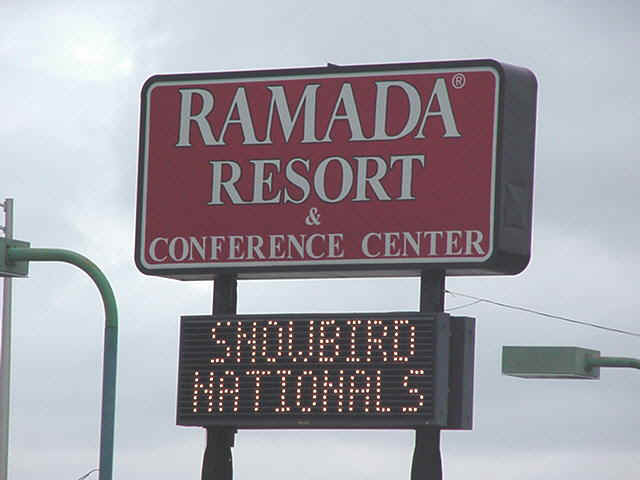 RAMADA®
RESORT
&
CONFERENCE CENTER
SNOWBIRD
NATIONALS